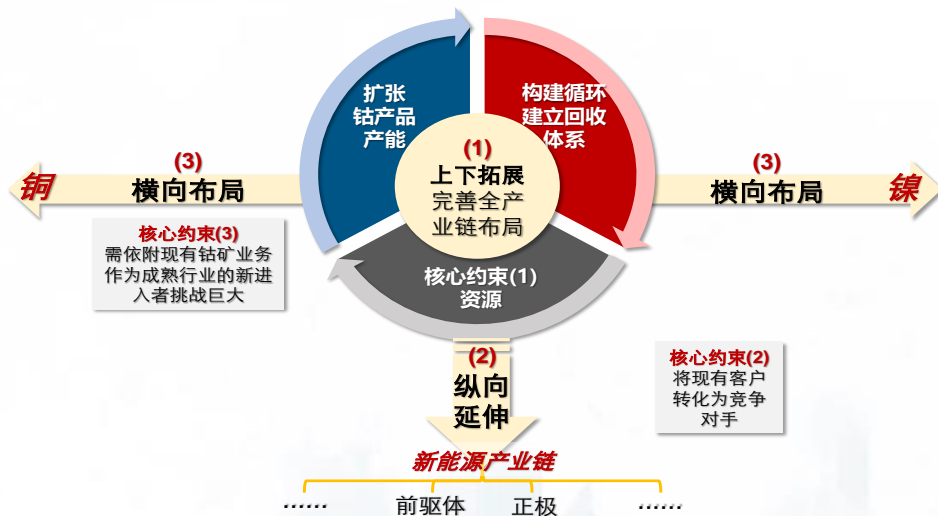 扩张
钴产品
产能
构建循环
建立回收
体系
(1)
上下拓展
完善全产
业链布局
核心约束(1)
资源
铜
(3)
横向布局
(3)
横向布局
镍
核心约束(3)
需依附现有钴矿业务
作为成熟行业的新进
入者挑战巨大
(2)
纵向
延伸
核心约束(2)
将现有客户
转化为竞争
对手
新能源产业链
······
前驱体
正极
······